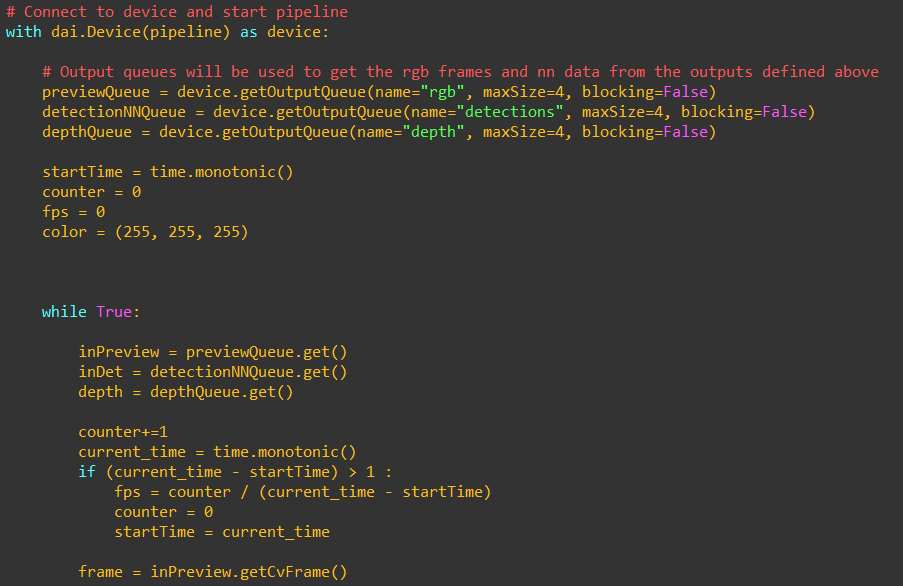 # Connect to device and start pipeline
with dai.Device(pipeline) as device:
# Output queues will be used to get the rgb frames and nn data from the outputs defined above
previewQueue = device.getOutputQueue(name="rgb", maxSize=4, blocking=False)
detectionNNQueue = device.getOutputQueue(name="detections", maxSize=4, blocking=False)
depthQueue = device.getOutputQueue(name="depth", maxSize=4, blocking=False)
startTime = time.monotonic()
counter = 0
fps = 0
color = (255, 255, 255)
while True:
inPreview = previewQueue.get()
inDet = detectionNNQueue.get()
depth = depthQueue.get()
counter+=1
current_time = time.monotonic()
if (current_time - startTime) > 1 :
fps = counter / (current_time - startTime)
counter = 0
startTime = current_time
frame = inPreview.getCvFrame()